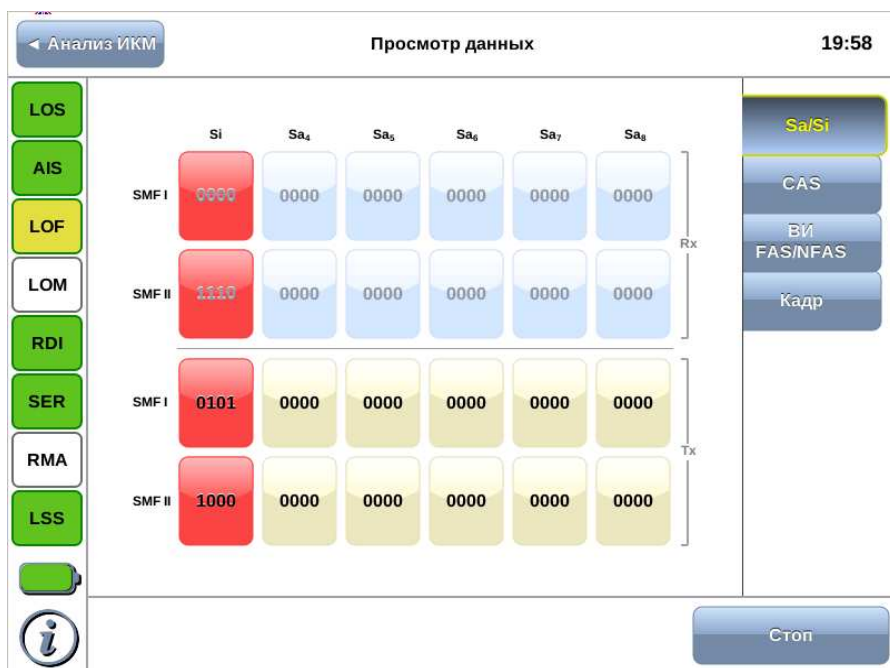 ◄ Анализ ИКМ
Просмотр данных
19:58
LOS
AIS
LOF
LOM
RDI
SER
RMA
LSS
Si Sa₄ Sa₅ Sa₆ Sa₇ Sa₈
SMF I 0000 0000 0000 0000 0000 0000
SMF II 1110 0000 0000 0000 0000 0000
Rx
SMF I 0101 0000 0000 0000 0000 0000
SMF II 1000 0000 0000 0000 0000 0000
Tx
Sa/Si
CAS
ВИ
FAS/NFAS
Кадр
i
Стоп